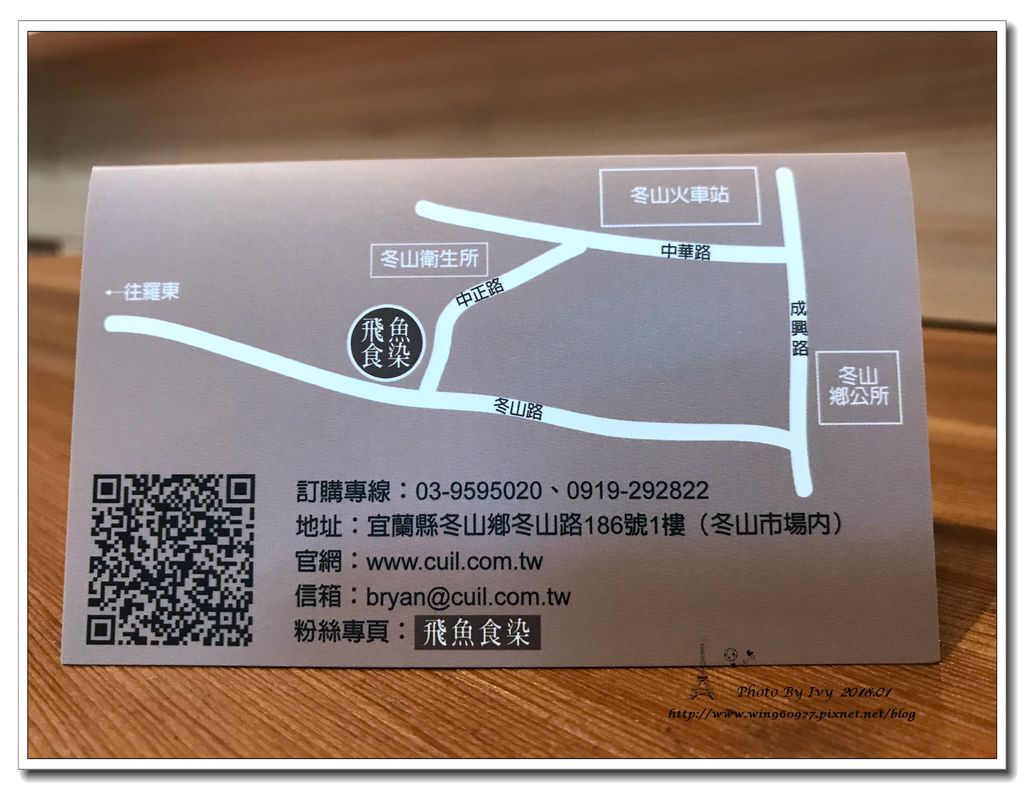 冬山火車站
冬山衛生所
中華路
←往羅東
中正路
成興路
飛魚
食染
冬山
鄉公所
冬山路
訂購專線：03-9595020、0919-292822
地址：宜蘭縣冬山鄉冬山路186號1樓（冬山市場內）
官網：www.cuil.com.tw
信箱：bryan@cuil.com.tw
粉絲專頁：飛魚食染
Photo By Ivy 2018.01
http://www.win960927.pixnet.net/blog